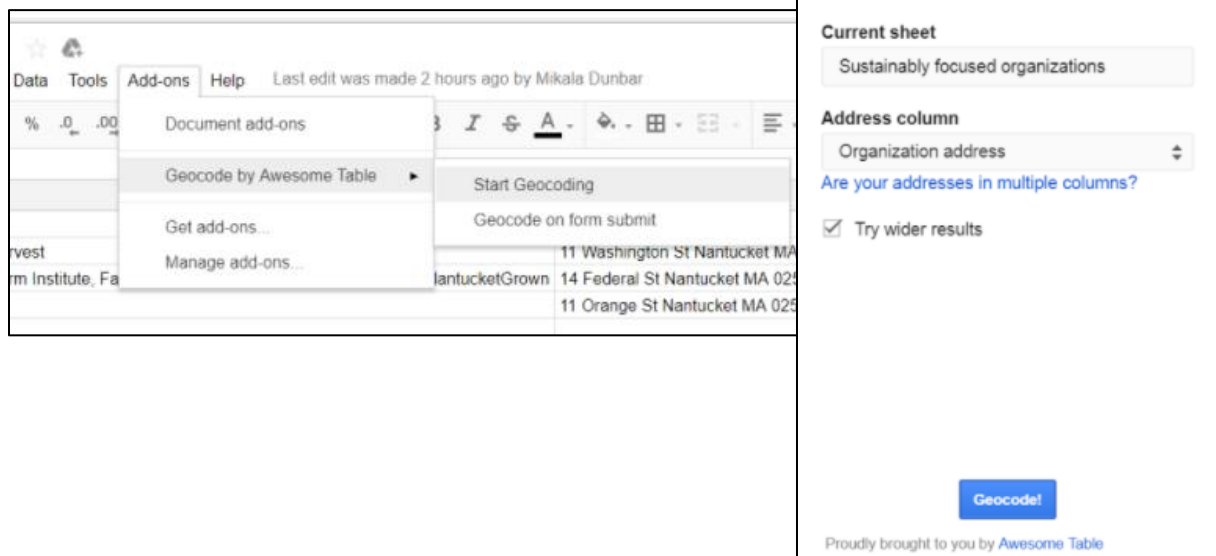 Data Tools Add-ons Help Last edit was made 2 hours ago by Mikala Dunbar
% .0 .00 I S A
Document add-ons
Geocode by Awesome Table
Start Geocoding
Geocode on form submit
Get add-ons...
Manage add-ons...
rvest 11 Washington St Nantucket MA
rm Institute, Fa lantucketGrown 14 Federal St Nantucket MA 025
11 Orange St Nantucket MA 025
Current sheet
Sustainably focused organizations
Address column
Organization address
Are your addresses in multiple columns?
Try wider results
Geocode!
Proudly brought to you by Awesome Table